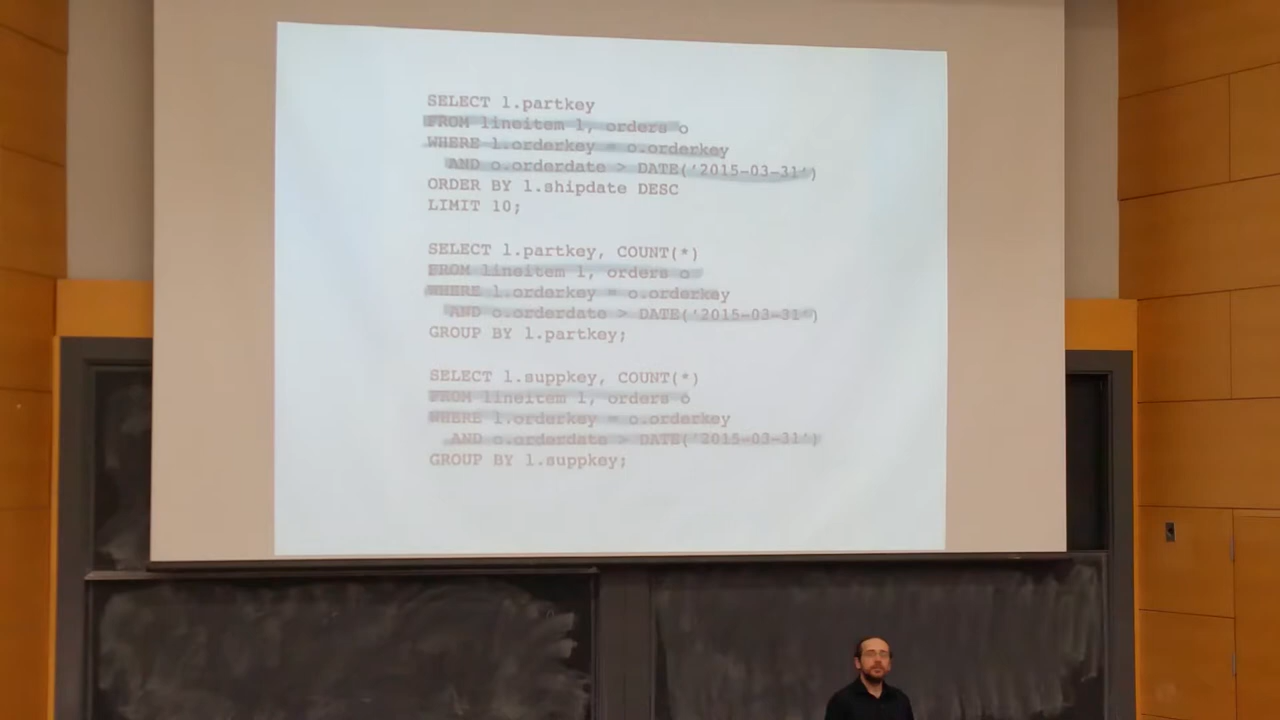 SELECT l.partkey
FROM lineitem l, orders o
WHERE l.orderkey = o.orderkey
AND o.orderdate > DATE('2015-03-31')
ORDER BY l.shipdate DESC
LIMIT 10;
SELECT l.partkey, COUNT(*)
FROM lineitem l, orders o
WHERE l.orderkey = o.orderkey
AND o.orderdate > DATE('2015-03-31')
GROUP BY l.partkey;
SELECT l.suppkey, COUNT(*)
FROM lineitem l, orders o
WHERE l.orderkey = o.orderkey
AND o.orderdate > DATE('2015-03-31')
GROUP BY l.suppkey;